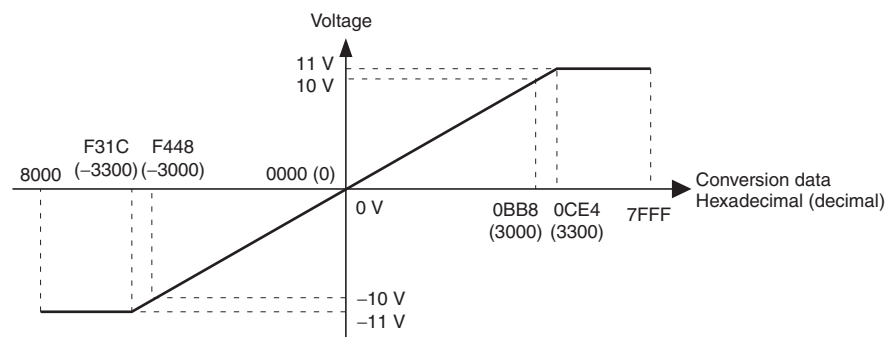 Voltage
11 V
10 V
F31C
(−3300)
F448
(−3000)
8000
0000 (0)
Conversion data
Hexadecimal (decimal)
0 V
0BB8
(3000)
0CE4
(3300)
7FFF
−10 V
−11 V